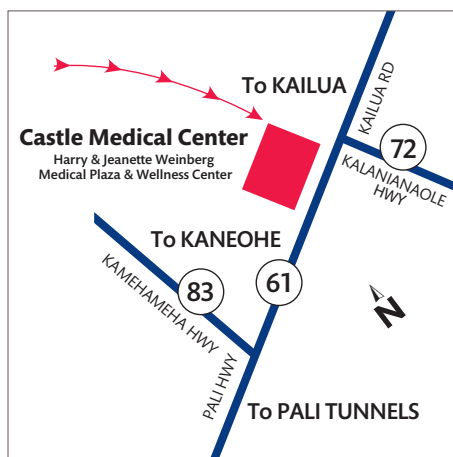 To KAILUA
KAILUA RD
Castle Medical Center
Harry & Jeanette Weinberg
Medical Plaza & Wellness Center
72
KALANIANAOLE
HWY
To KANEOHE
83
61
KAMEHAMEHA HWY
N
PALI HWY
To PALI TUNNELS